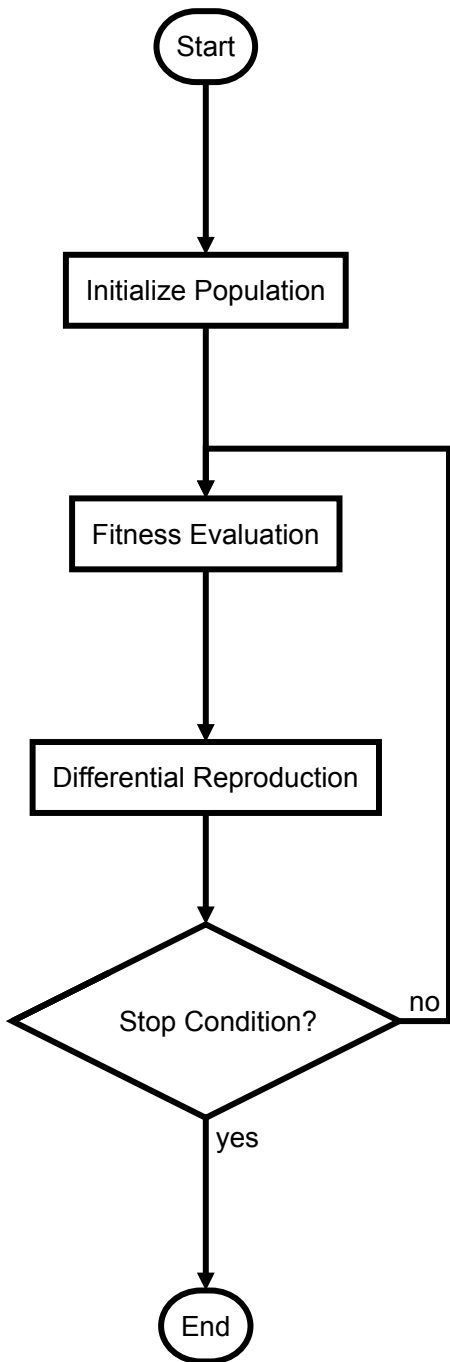 Start
Initialize Population
Fitness Evaluation
Differential Reproduction
Stop Condition?
no
yes
End